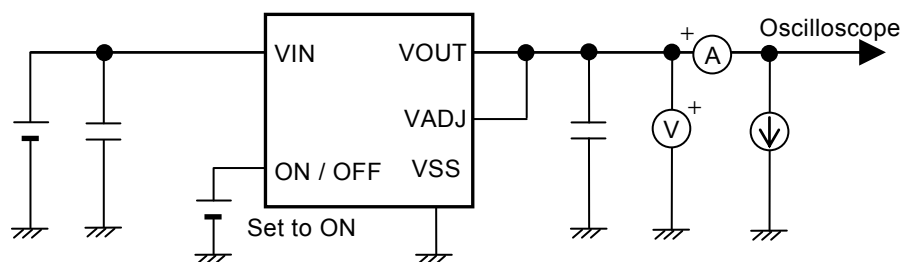 Oscilloscope
+
VIN VOUT A
VADJ
+
V
ON / OFF VSS
Set to ON